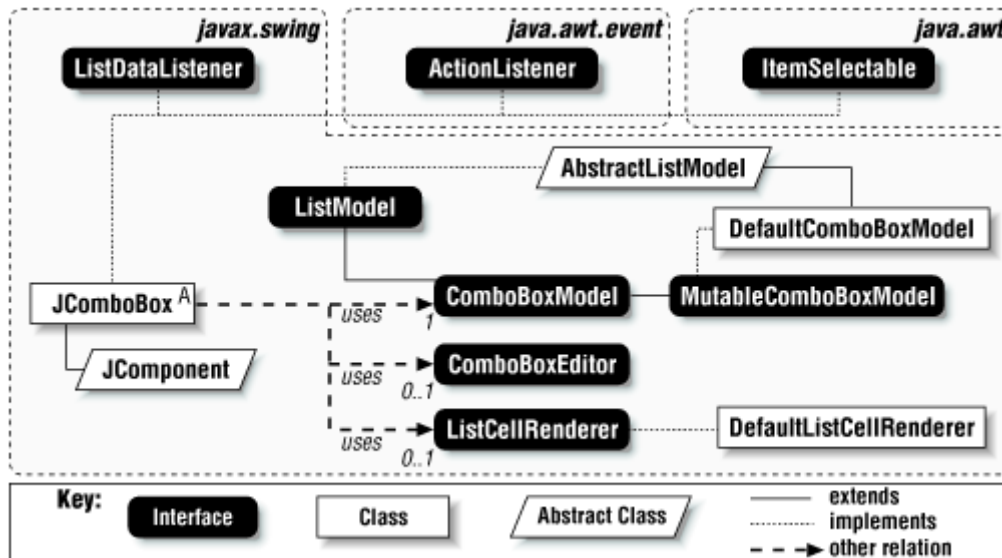 javax.swing
java.awt.event
java.awt
ListDataListener
ActionListener
ItemSelectable
AbstractListModel
ListModel
DefaultComboBoxModel
JComboBox A
uses
1
ComboBoxModel
MutableComboBoxModel
JComponent
uses
0..1
ComboBoxEditor
uses
0..1
ListCellRenderer
DefaultListCellRenderer
Key:
Interface
Class
Abstract Class
extends
implements
other relation